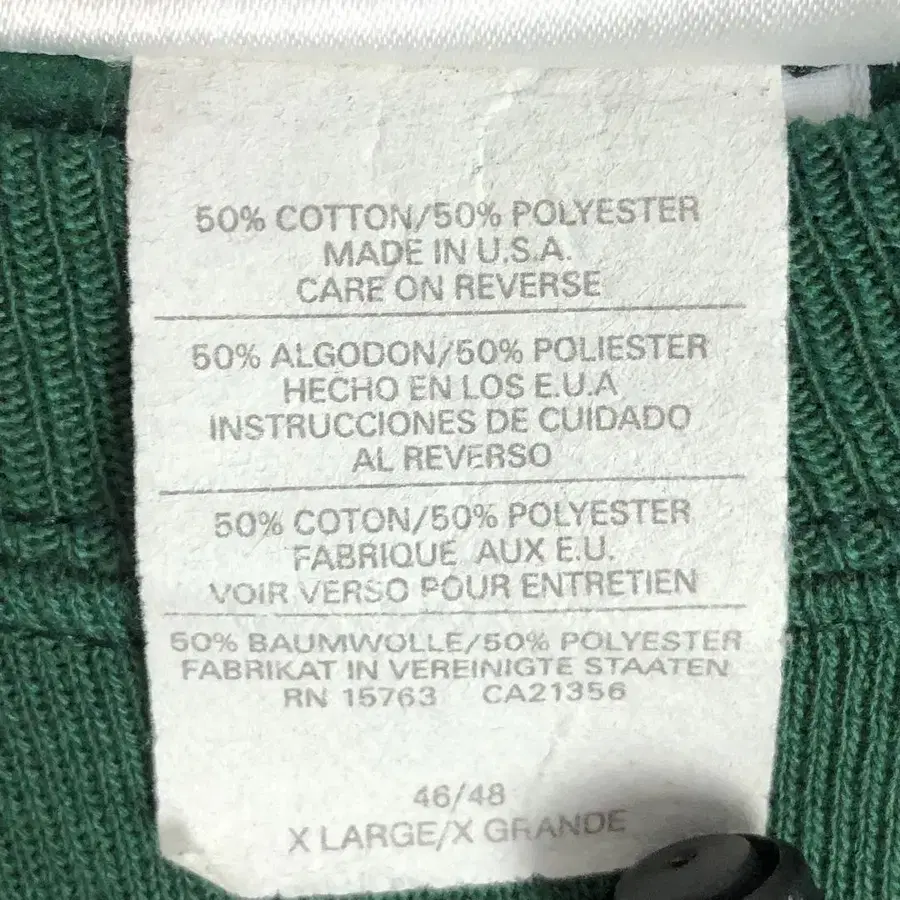 50% COTTON/50% POLYESTER
MADE IN U.S.A.
CARE ON REVERSE
50% ALGODON/50% POLIESTER
HECHO EN LOS E.U.A
INSTRUCCIONES DE CUIDADO
AL REVERSO
50% COTON/50% POLYESTER
FABRIQUE AUX E.U.
VOIR VERSO POUR ENTRETIEN
50% BAUMWOLLE/50% POLYESTER
FABRIKAT IN VEREINIGTE STAATEN
RN 15763 CA21356
46/48
X LARGE/X GRANDE